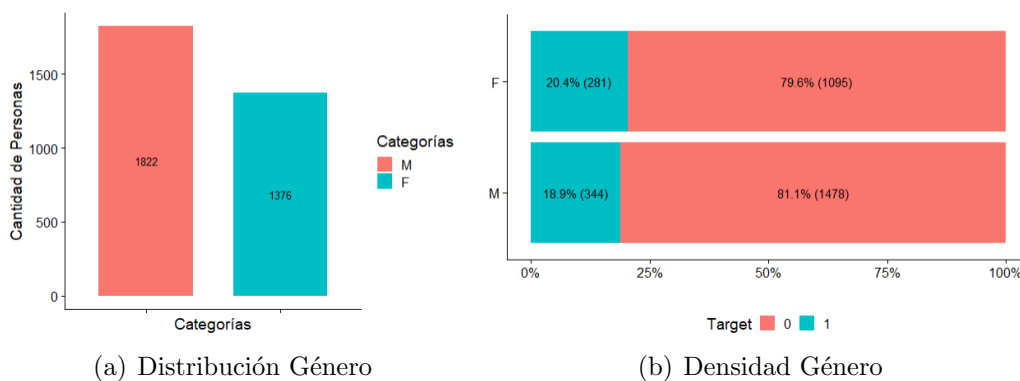 Cantidad de Personas
1500
1000
500
0
1822
1376
Categorías
Categorías
M
F
F
M
20.4% (281)
79.6% (1095)
18.9% (344)
81.1% (1478)
0%
25%
50%
75%
100%
Target 0 1
(a) Distribución Género
(b) Densidad Género